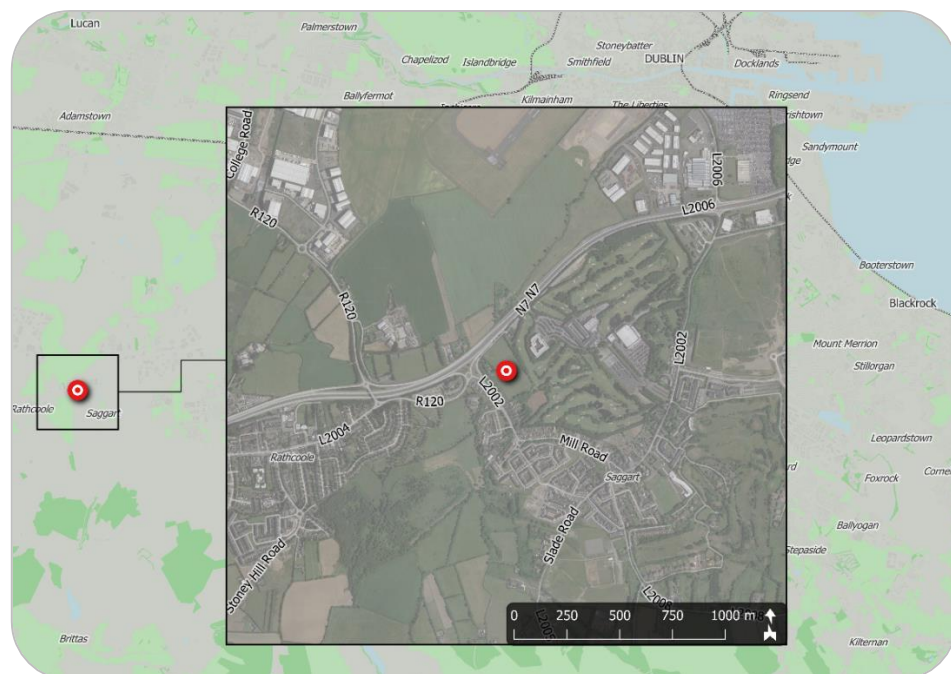 Lucan
Palmerstown
Stoneybatter
Chapelizod
Islandbridge
Smithfield
DUBLIN
Docklands
Ballyfermot
Kilmainham
The Liberties
Ringsend
Adamstown
Sandymount
College Road
R120
L2006
L2006
R120
N7 N7
L2002
Booterstown
Blackrock
Mount Merrion
Stillorgan
L2002
R120
L2004
Rathcoole
Saggart
Rathcoole
Mill Road
Saggart
Leopardstown
Foxrock
Slade Road
Stoney Hill Road
Ballyogan
Stepaside
0 250 500 750 1000 m
Brittas
Kilternan